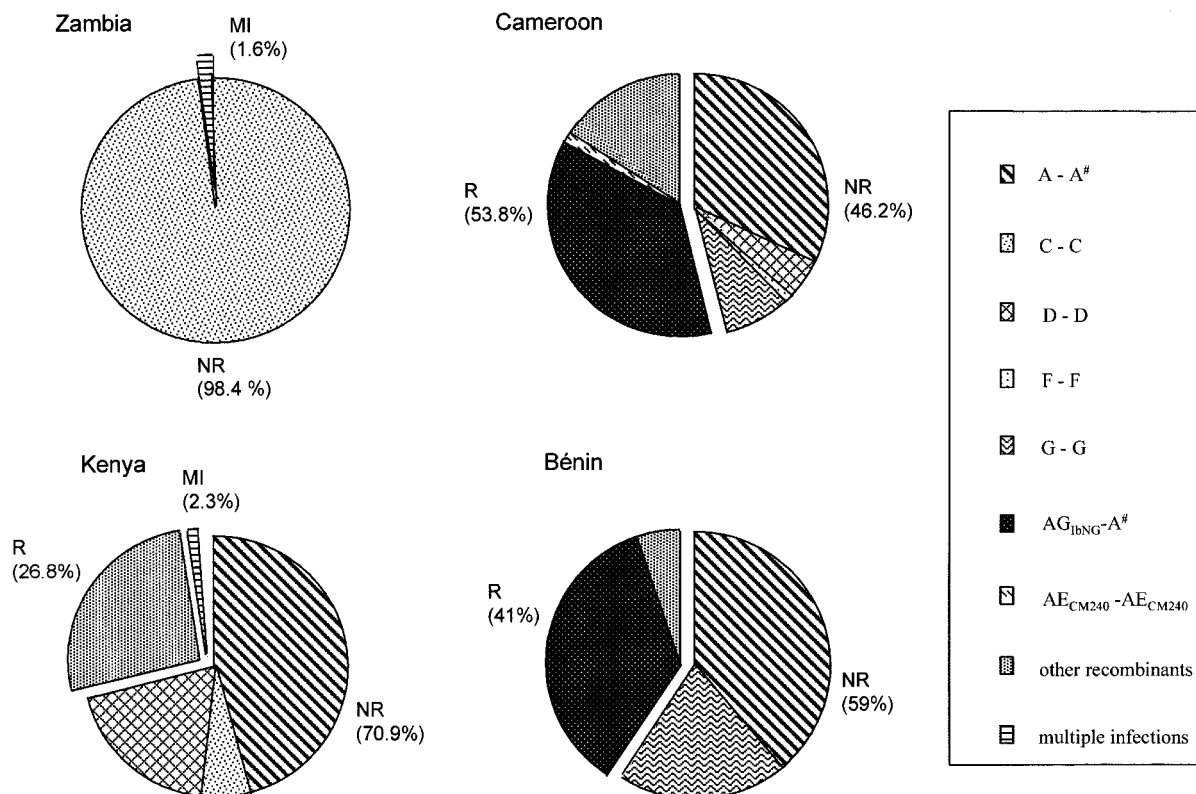 Zambia
MI
(1.6%)
NR
(98.4 %)
Cameroon
R
(53.8%)
NR
(46.2%)
Kenya
MI
(2.3%)
R
(26.8%)
NR
(70.9%)
Bénin
R
(41%)
NR
(59%)
A - A#
C - C
D - D
F - F
G - G
AGIbNG-A#
AECM240 -AECM240
other recombinants
multiple infections